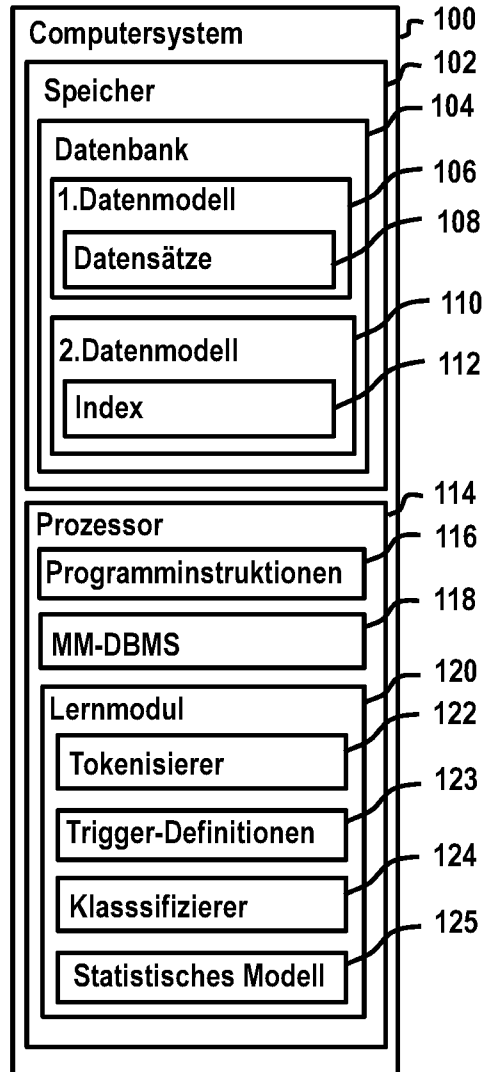 Computersystem
100
Speicher
102
104
Datenbank
1.Datenmodell
106
Datensätze
108
110
2.Datenmodell
112
Index
114
Prozessor
116
Programminstruktionen
118
MM-DBMS
120
Lernmodul
122
Tokenisierer
123
Trigger-Definitionen
124
Klasssifizierer
125
Statistisches Modell